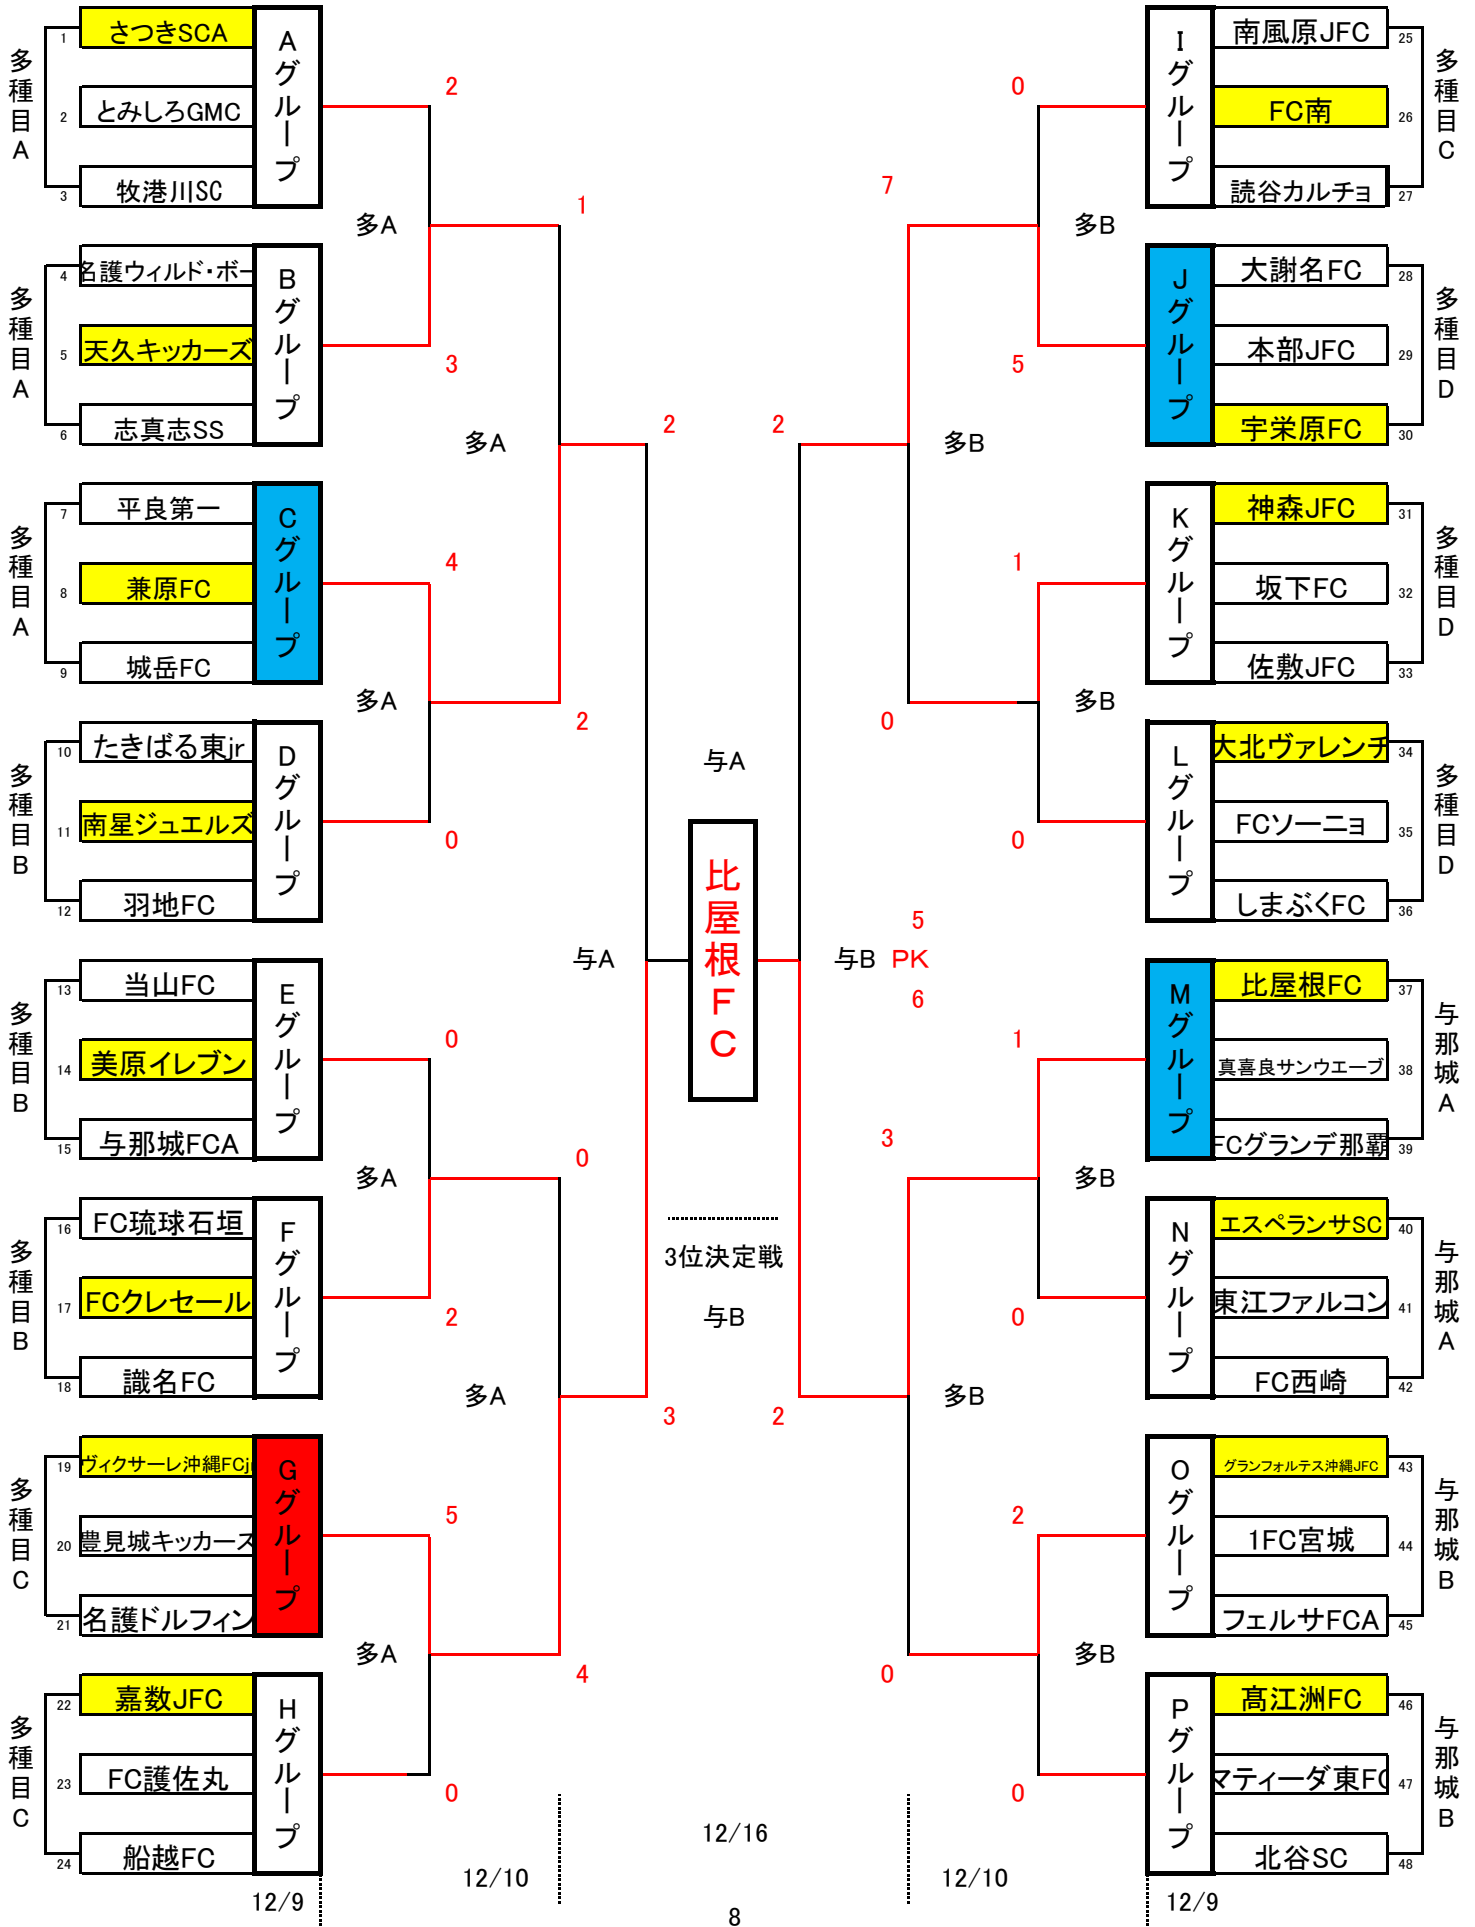 多種目A
1 さつきSCA
2 とみしろGMC
3 牧港川SC
Aグループ
多種目A
4 名護ウィルド・ボー
5 天久キッカーズ
6 志真志SS
Bグループ
多種目A
7 平良第一
8 兼原FC
9 城岳FC
Cグループ
多種目B
10 たきばる東jr
11 南星ジュエルズ
12 羽地FC
Dグループ
多種目B
13 当山FC
14 美原イレブン
15 与那城FCA
Eグループ
多種目B
16 FC琉球石垣
17 FCクレセール
18 識名FC
Fグループ
多種目C
19 ヴィクサーレ沖縄FCj
20 豊見城キッカーズ
21 名護ドルフィン
Gグループ
多種目C
22 嘉数JFC
23 FC護佐丸
24 船越FC
Hグループ
2
多A
3
4
多A
0
0
多A
2
5
多A
0
1
多A
2
0
多A
4
2
与A
3
与A
比屋根FC
3位決定戦
与B
2
与B
5
PK
6
2
7
多B
0
3
多B
0
0
多B
5
1
多B
0
1
多B
0
2
多B
0
Iグループ
南風原JFC 25
FC南 26
読谷カルチョ 27
多種目C
Jグループ
大謝名FC 28
本部JFC 29
宇栄原FC 30
多種目D
Kグループ
神森JFC 31
坂下FC 32
佐敷JFC 33
多種目D
Lグループ
大北ヴァレンチ 34
FCソーニョ 35
しまぶくFC 36
多種目D
Mグループ
比屋根FC 37
真喜良サンウエーブ 38
FCグランデ那覇 39
与那城A
Nグループ
エスペランサSC 40
東江ファルコン 41
FC西崎 42
与那城A
Oグループ
グランフォルテス沖縄JFC 43
1FC宮城 44
フェルサFCA 45
与那城B
Pグループ
髙江洲FC 46
マティーダ東FC 47
北谷SC 48
与那城B
12/9
12/10
12/16
12/10
12/9
8